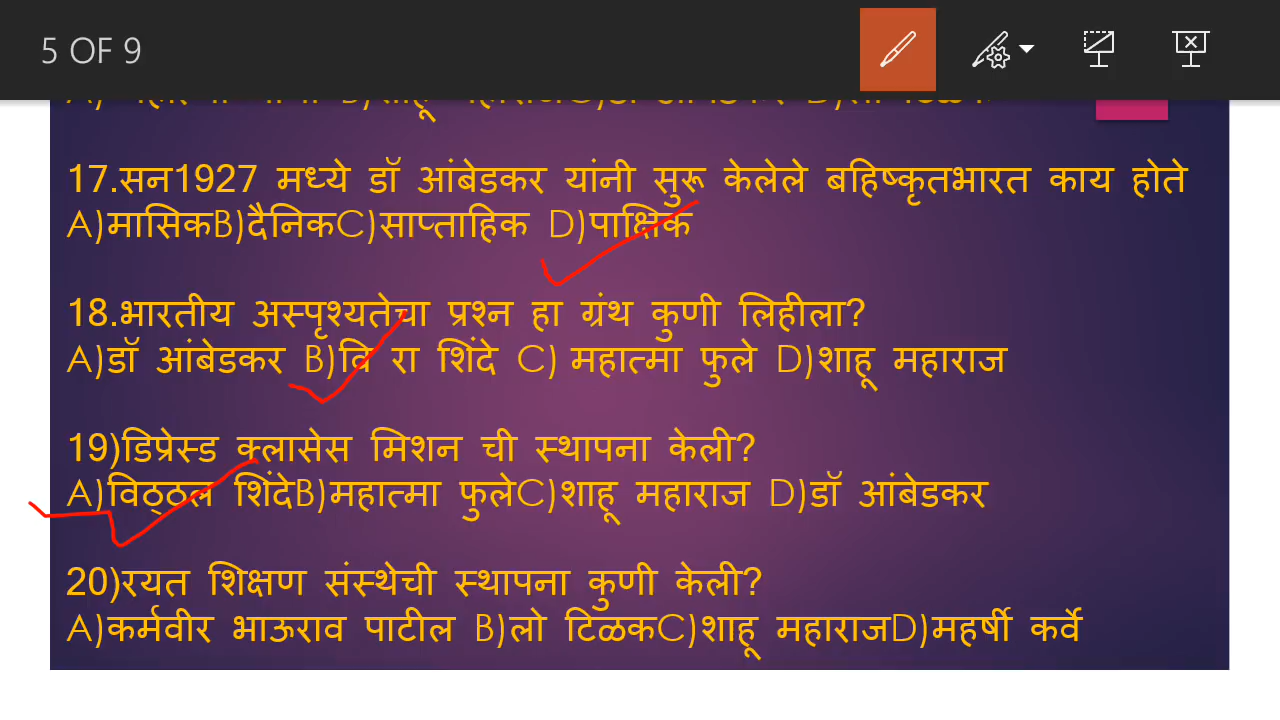 5 OF 9
17.सन1927 मध्ये डॉ आंबेडकर यांनी सुरू केलेले बहिष्कृतभारत काय होते
A)मासिकB)दैनिकC)साप्ताहिक D)पाक्षिक
18.भारतीय अस्पृश्यतेचा प्रश्न हा ग्रंथ कुणी लिहीला?
A)डॉ आंबेडकर B)वि रा शिंदे C) महात्मा फुले D)शाहू महाराज
19)डिप्रेस्ड क्लासेस मिशन ची स्थापना केली?
A)विठ्ठल शिंदेB)महात्मा फुलेC)शाहू महाराज D)डॉ आंबेडकर
20)रयत शिक्षण संस्थेची स्थापना कुणी केली?
A)कर्मवीर भाऊराव पाटील B)लो टिळकC)शाहू महाराजD)महर्षी कर्वे